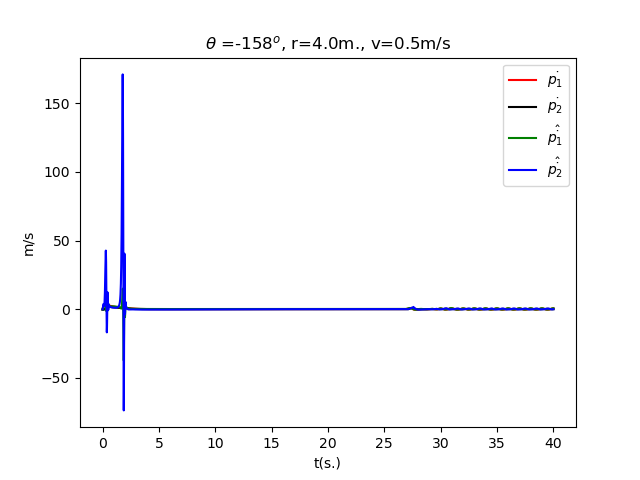 θ =-158°, r=4.0m., v=0.5m/s
ṗ₁
ṗ₂
ṗ̂₁
ṗ̂₂
150
100
50
0
−50
m/s
0 5 10 15 20 25 30 35 40
t(s.)